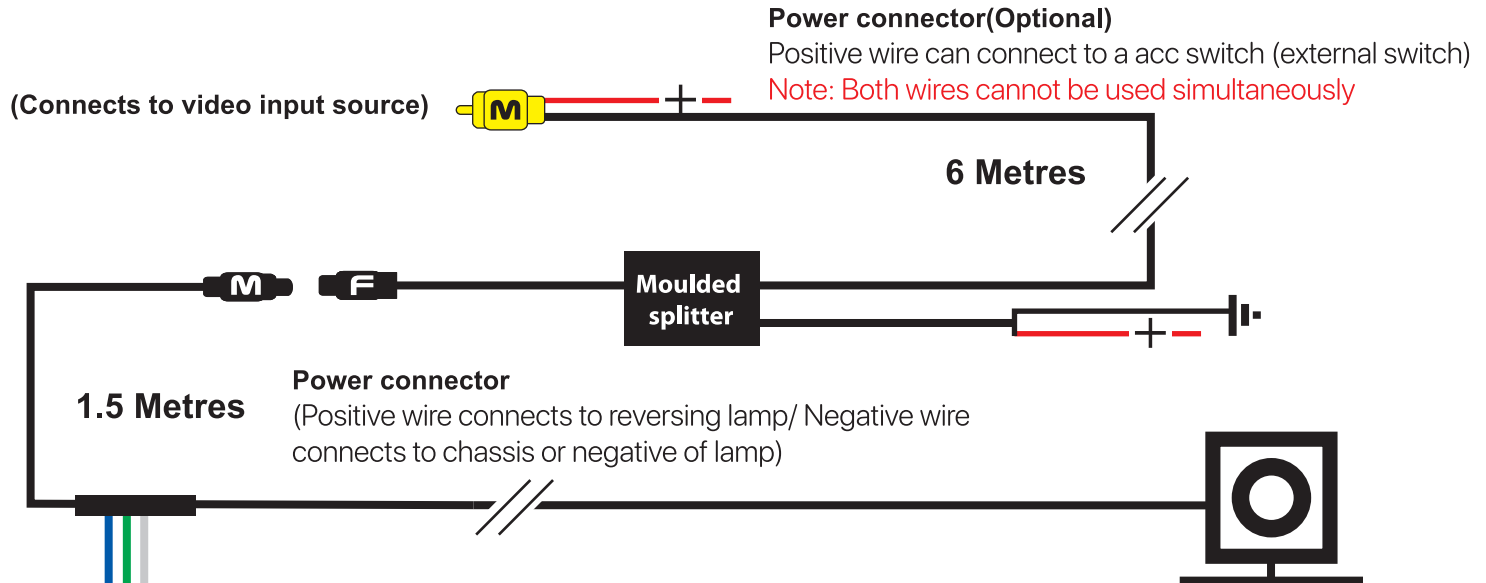 Power connector(Optional)
Positive wire can connect to a acc switch (external switch)
Note: Both wires cannot be used simultaneously
(Connects to video input source)
M
6 Metres
M
F
Moulded
splitter
Power connector
(Positive wire connects to reversing lamp/ Negative wire
connects to chassis or negative of lamp)
1.5 Metres